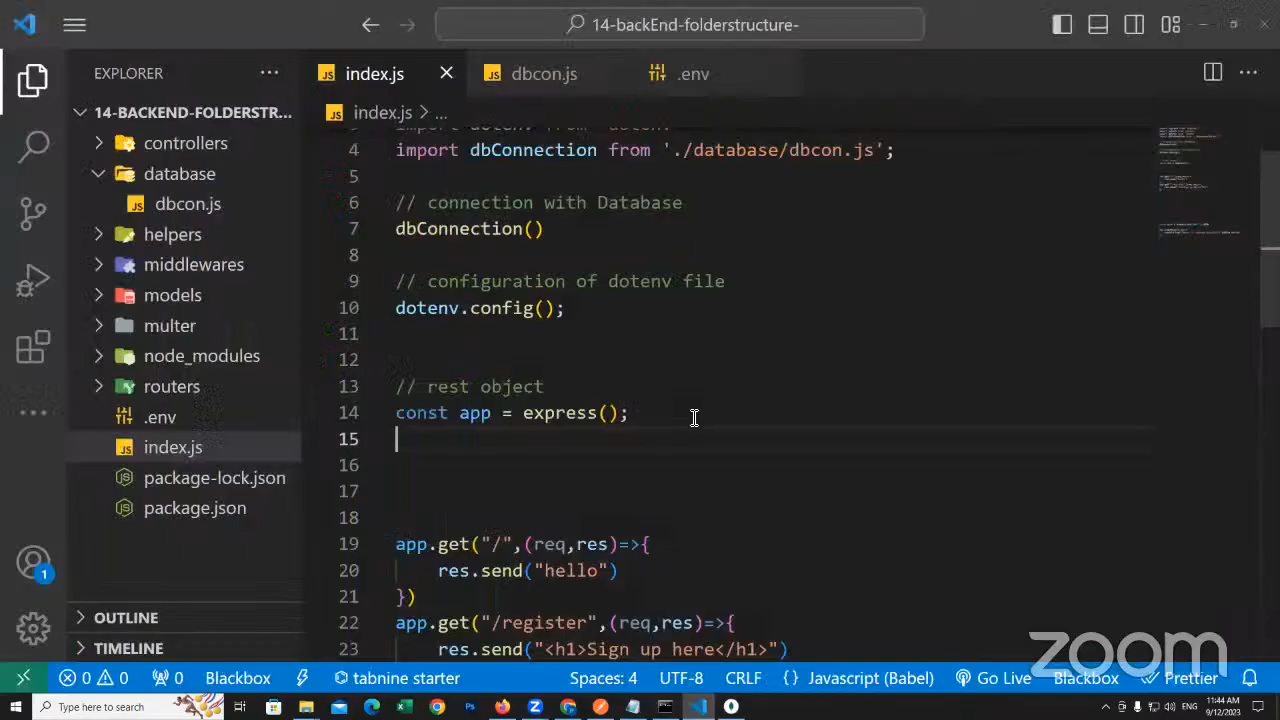 14-backEnd-folderstructure-
EXPLORER
index.js
dbcon.js
.env
14-BACKEND-FOLDERSTR...
index.js > ...
controllers
database
dbcon.js
helpers
middlewares
models
multer
node_modules
routers
.env
index.js
package-lock.json
package.json
OUTLINE
TIMELINE
1
import dotenv from 'dotenv'
4 import dbConnection from './database/dbcon.js';
5
6 // connection with Database
7 dbConnection()
8
9 // configuration of dotenv file
10 dotenv.config();
11
12
13 // rest object
14 const app = express();
15
16
17
18
19 app.get("/",(req,res)=>{
20 res.send("hello")
21 })
22 app.get("/register",(req,res)=>{
23 res.send("<h1>Sign up here</h1>")
zoom
0 0 0 Blackbox tabnine starter Spaces: 4 UTF-8 CRLF {} Javascript (Babel) Go Live Blackbox Prettier
Type here to search
ENG
11:44 AM
9/12/2023